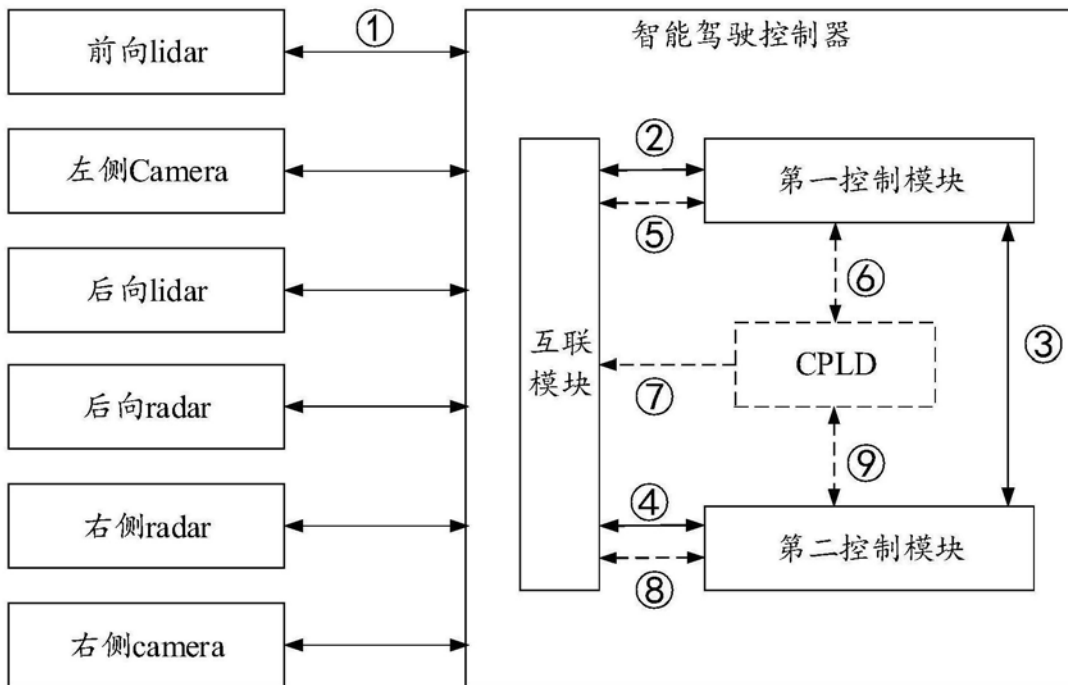 前向lidar
①
智能驾驶控制器
左侧Camera
②
第一控制模块
⑤
后向lidar
⑥
互联
模块
CPLD
③
⑦
后向radar
⑨
右侧radar
④
第二控制模块
⑧
右侧camera